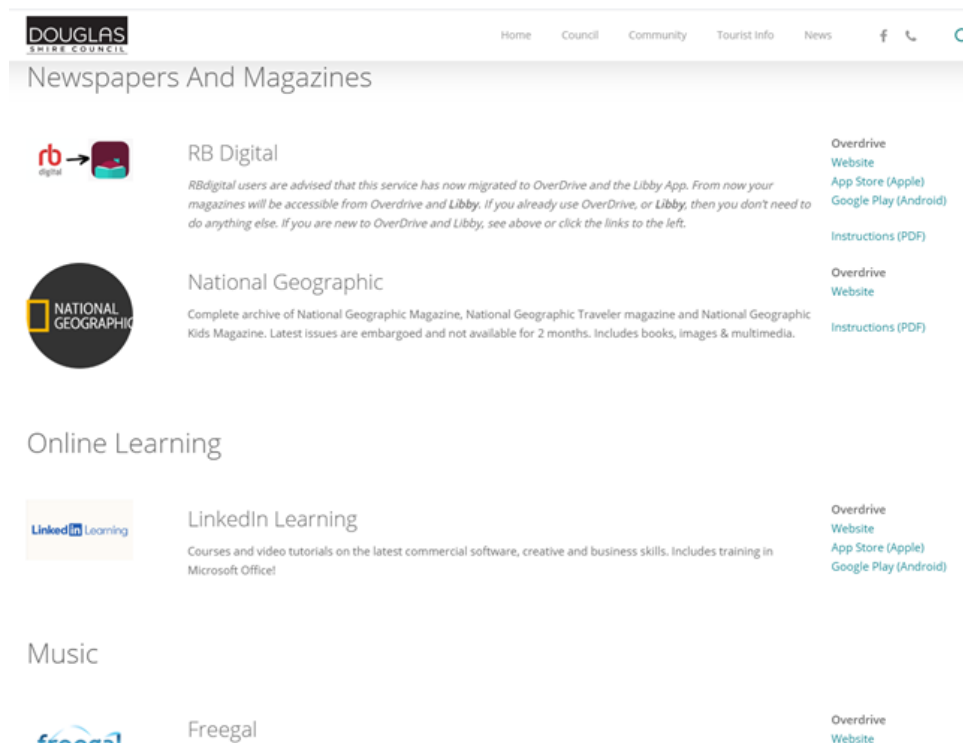 DOUGLAS
SHIRE COUNCIL
Home Council Community Tourist Info News
Newspapers And Magazines
rb
digital
RB Digital
RBdigital users are advised that this service has now migrated to OverDrive and the Libby App. From now your
magazines will be accessible from Overdrive and Libby. If you already use OverDrive, or Libby, then you don't need to
do anything else. If you are new to OverDrive and Libby, see above or click the links to the left.
Overdrive
Website
App Store (Apple)
Google Play (Android)
Instructions (PDF)
NATIONAL
GEOGRAPHIC
National Geographic
Complete archive of National Geographic Magazine, National Geographic Traveler magazine and National Geographic
Kids Magazine. Latest issues are embargoed and not available for 2 months. Includes books, images & multimedia.
Overdrive
Website
Instructions (PDF)
Online Learning
Linked in Learning
LinkedIn Learning
Courses and video tutorials on the latest commercial software, creative and business skills. Includes training in
Microsoft Office!
Overdrive
Website
App Store (Apple)
Google Play (Android)
Music
freegal
Freegal
Overdrive
Website